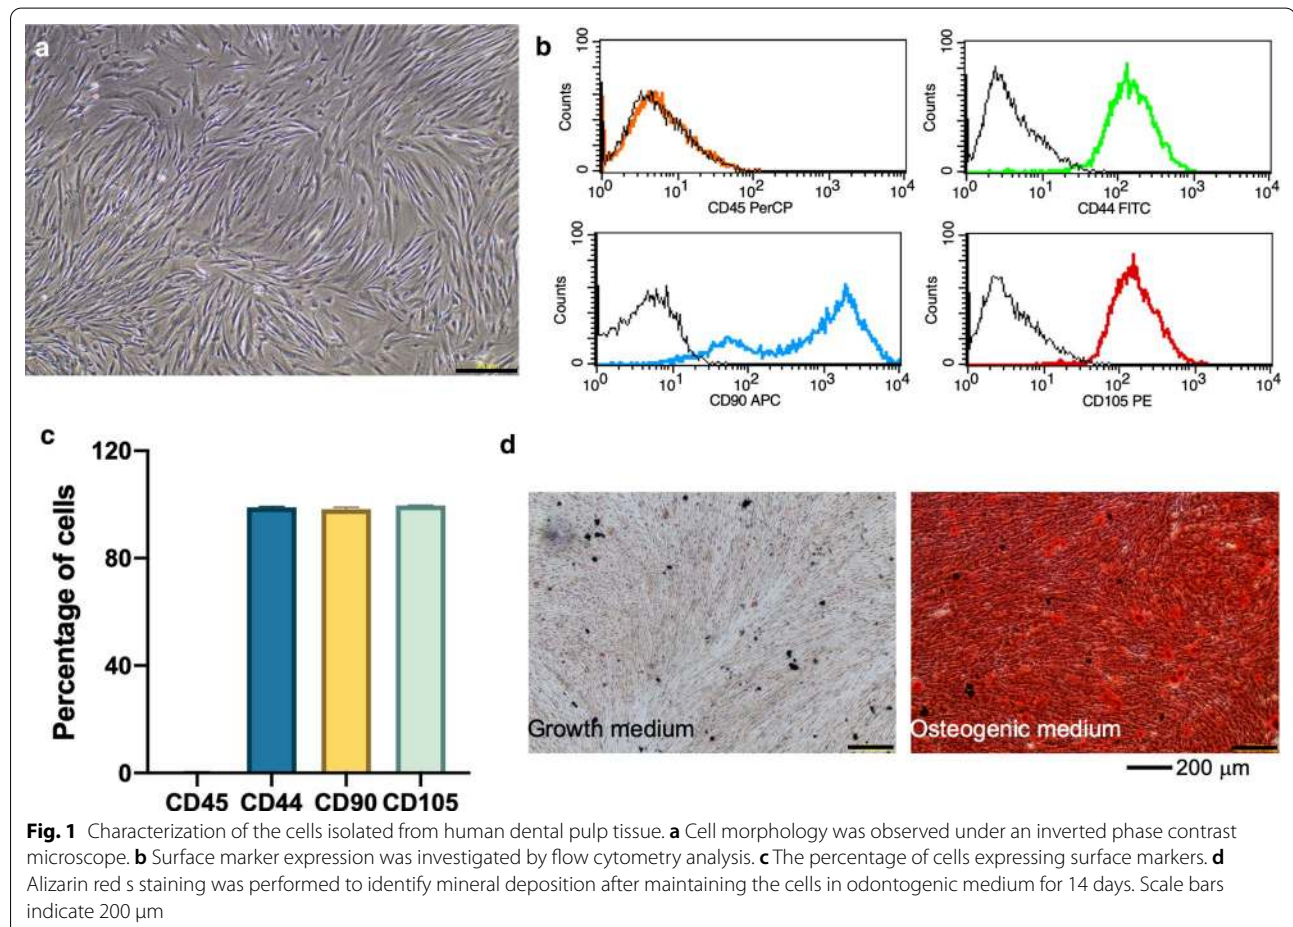 a
b
100
Counts
0
10^0 10^1 10^2 10^3 10^4
CD45 PerCP
100
Counts
0
10^0 10^1 10^2 10^3 10^4
CD44 FITC
100
Counts
0
10^0 10^1 10^2 10^3 10^4
CD90 APC
100
Counts
0
10^0 10^1 10^2 10^3 10^4
CD105 PE
c
Percentage of cells
120
80
40
0
CD45 CD44 CD90 CD105
d
Growth medium
Osteogenic medium
200 μm
Fig. 1 Characterization of the cells isolated from human dental pulp tissue. a Cell morphology was observed under an inverted phase contrast
microscope. b Surface marker expression was investigated by flow cytometry analysis. c The percentage of cells expressing surface markers. d
Alizarin red s staining was performed to identify mineral deposition after maintaining the cells in odontogenic medium for 14 days. Scale bars
indicate 200 μm